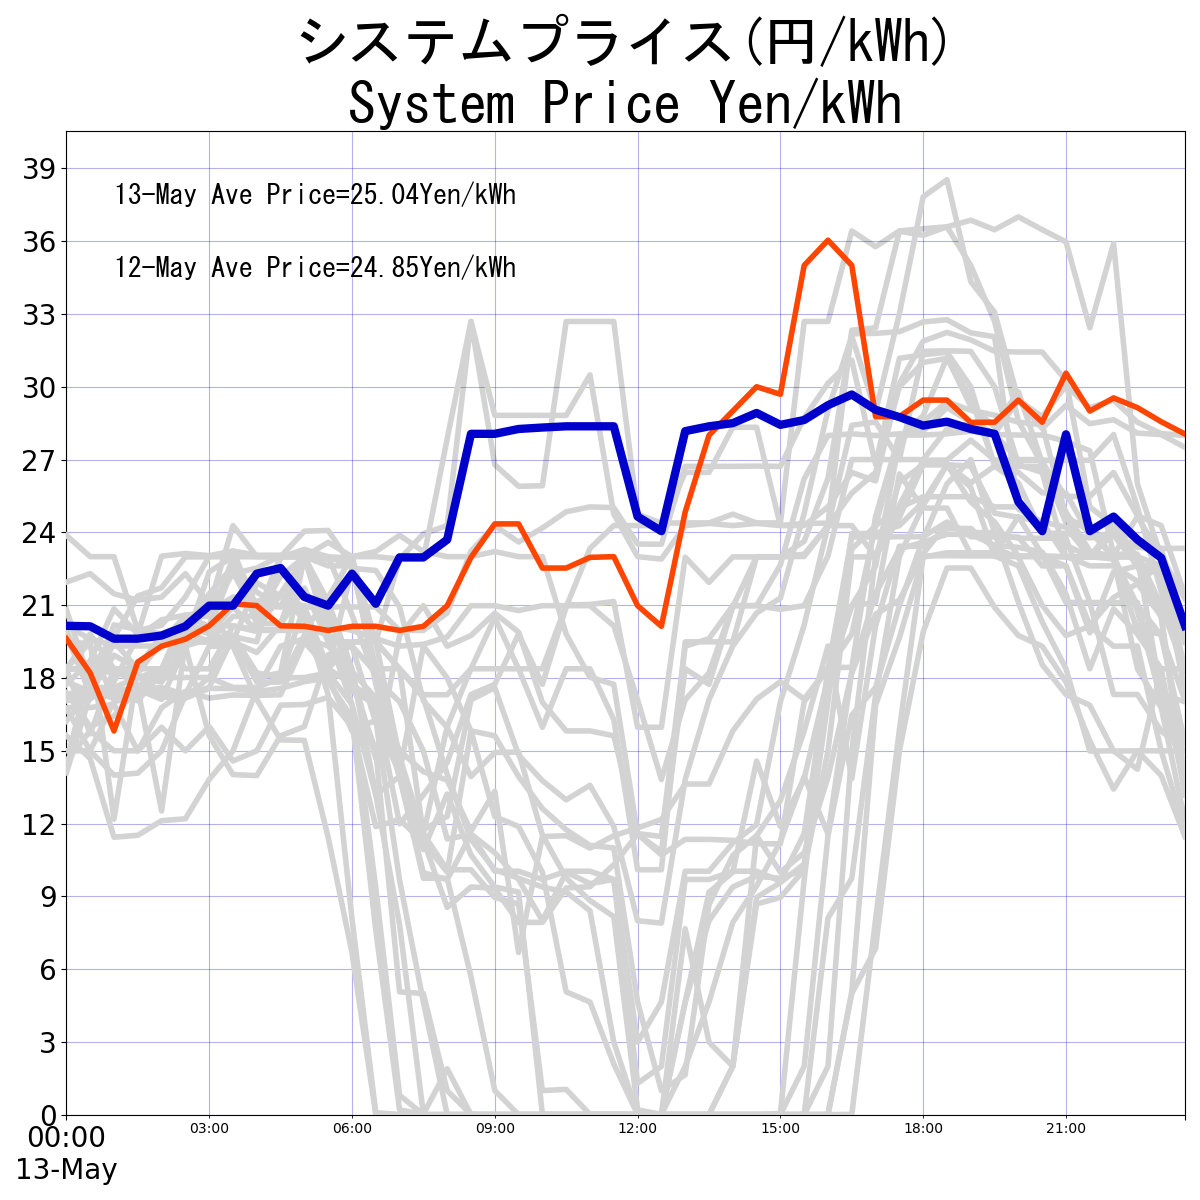 システムプライス(円/kWh)
System Price Yen/kWh
13-May Ave Price=25.04Yen/kWh
12-May Ave Price=24.85Yen/kWh
39
36
33
30
27
24
21
18
15
12
9
6
3
0
00:00 03:00 06:00 09:00 12:00 15:00 18:00 21:00
13-May